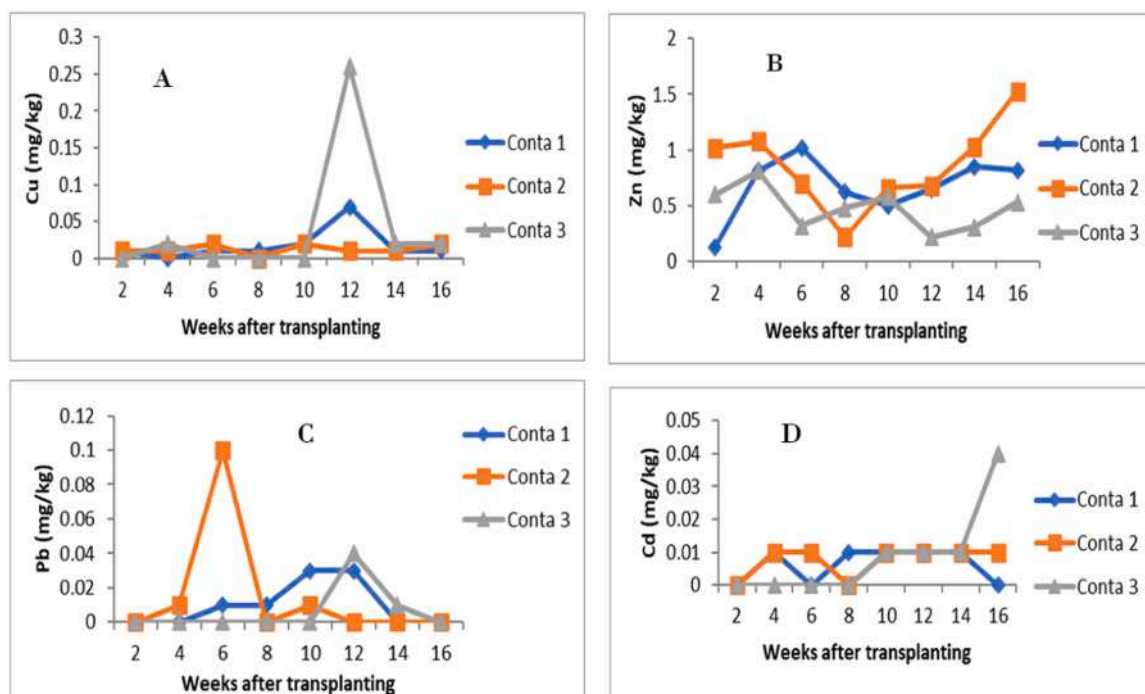 A
Cu (mg/kg)
0.3
0.25
0.2
0.15
0.1
0.05
0
2 4 6 8 10 12 14 16
Weeks after transplanting
Conta 1
Conta 2
Conta 3
B
Zn (mg/kg)
2
1.5
1
0.5
0
2 4 6 8 10 12 14 16
Weeks after transplanting
Conta 1
Conta 2
Conta 3
C
Pb (mg/kg)
0.12
0.1
0.08
0.06
0.04
0.02
0
2 4 6 8 10 12 14 16
Weeks after transplanting
Conta 1
Conta 2
Conta 3
D
Cd (mg/kg)
0.05
0.04
0.03
0.02
0.01
0
2 4 6 8 10 12 14 16
Weeks after transplanting
Conta 1
Conta 2
Conta 3